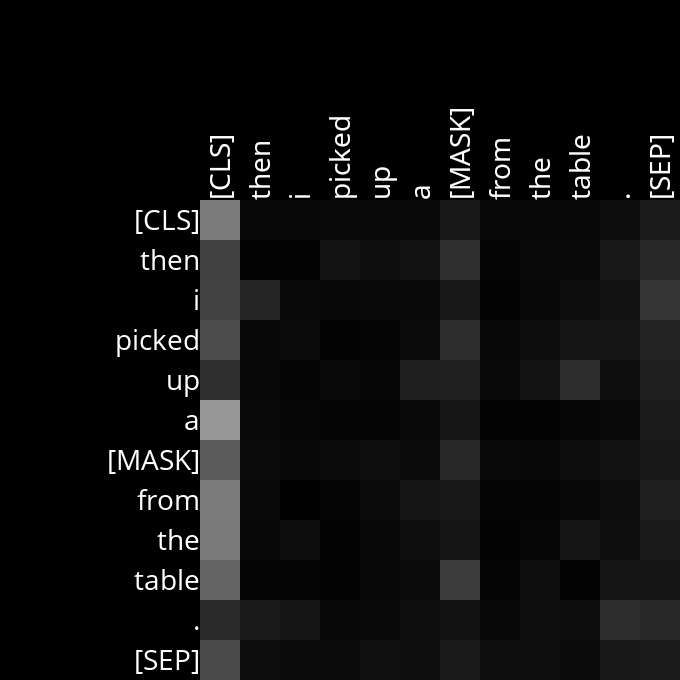 [CLS] then i picked up a [MASK] from the table . [SEP]
[CLS]
then
i
picked
up
a
[MASK]
from
the
table
.
[SEP]